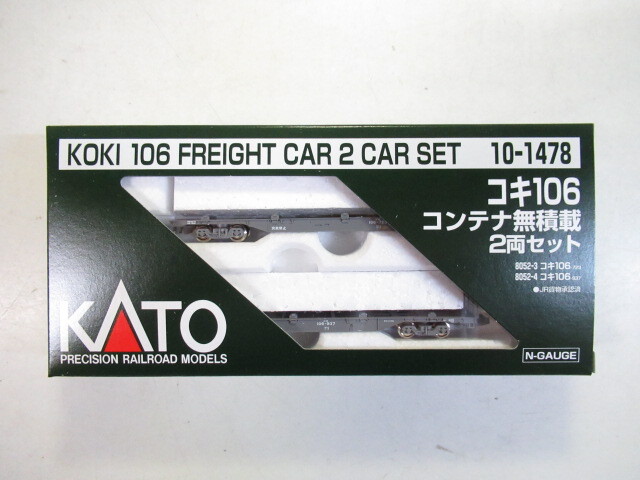 KOKI 106 FREIGHT CAR 2 CAR SET 10-1478
コキ106
コンテナ無積載
2両セット
8052-3 コキ106
8052-4 コキ106
●JR貨物承認済
KATO
PRECISION RAILROAD MODELS
N-GAUGE